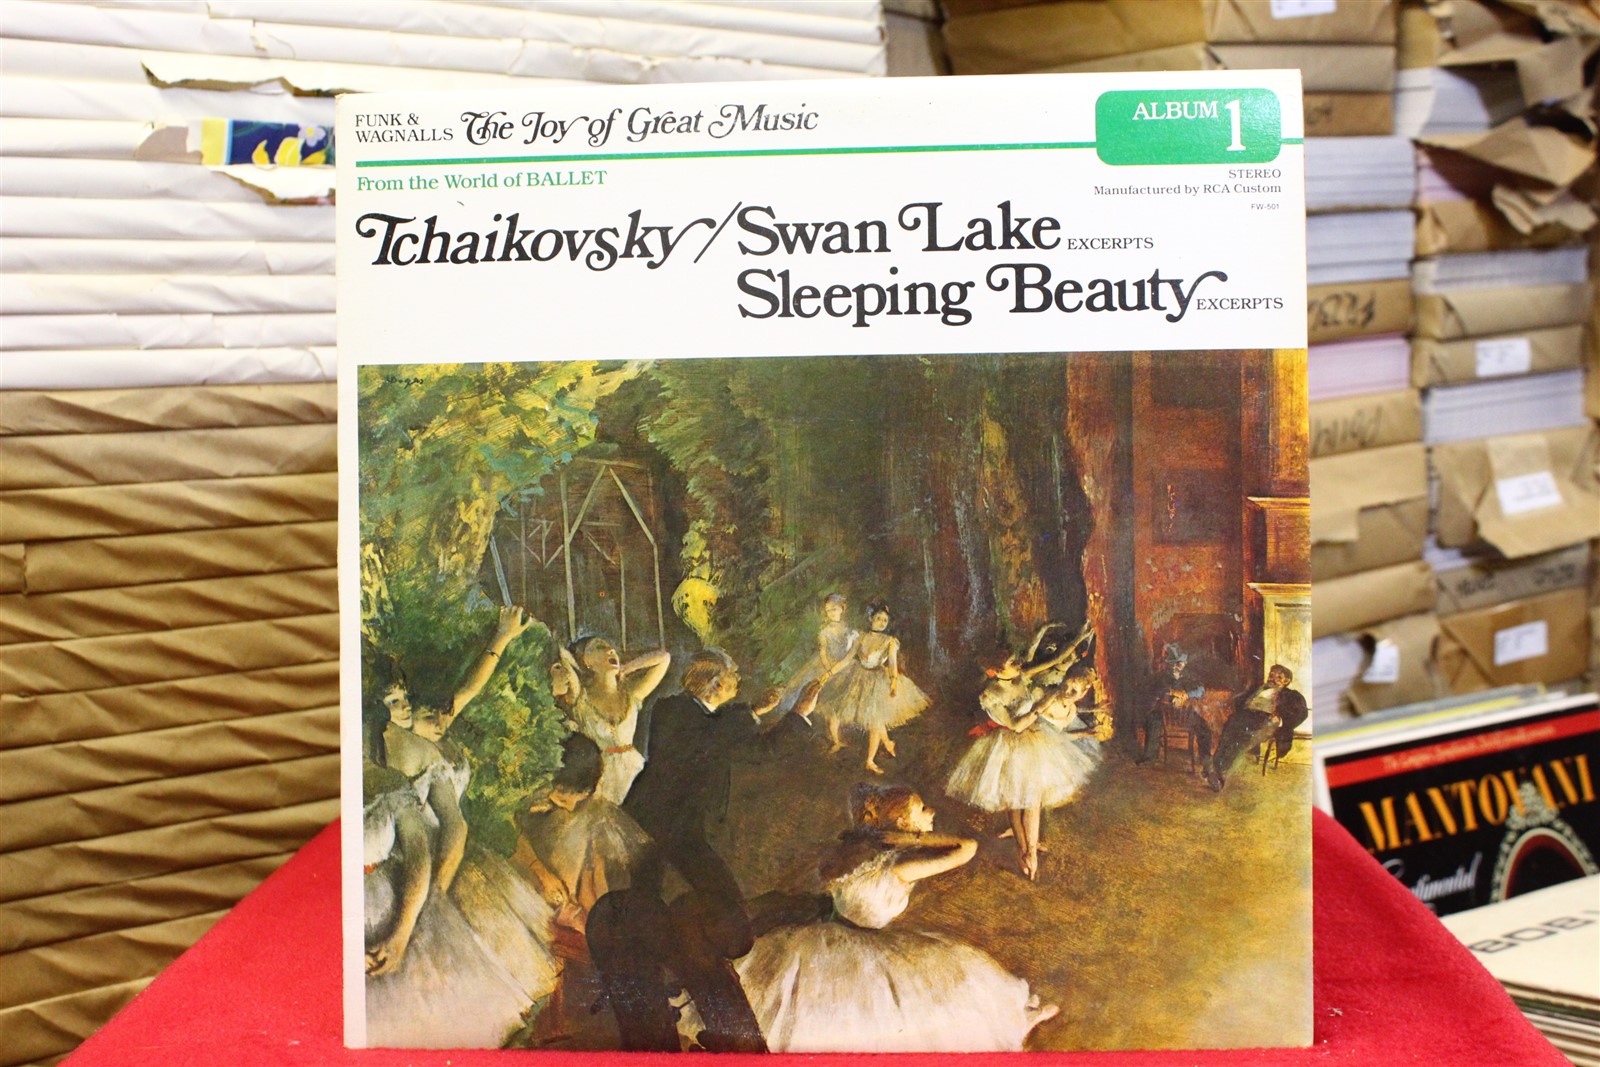 FUNK &
WAGNALLS The Joy of Great Music
ALBUM 1
From the World of BALLET
STEREO
Manufactured by RCA Custom
FW-501
Tchaikovsky/Swan Lake EXCERPTS
Sleeping Beauty EXCERPTS
Degas
MANTOVANI